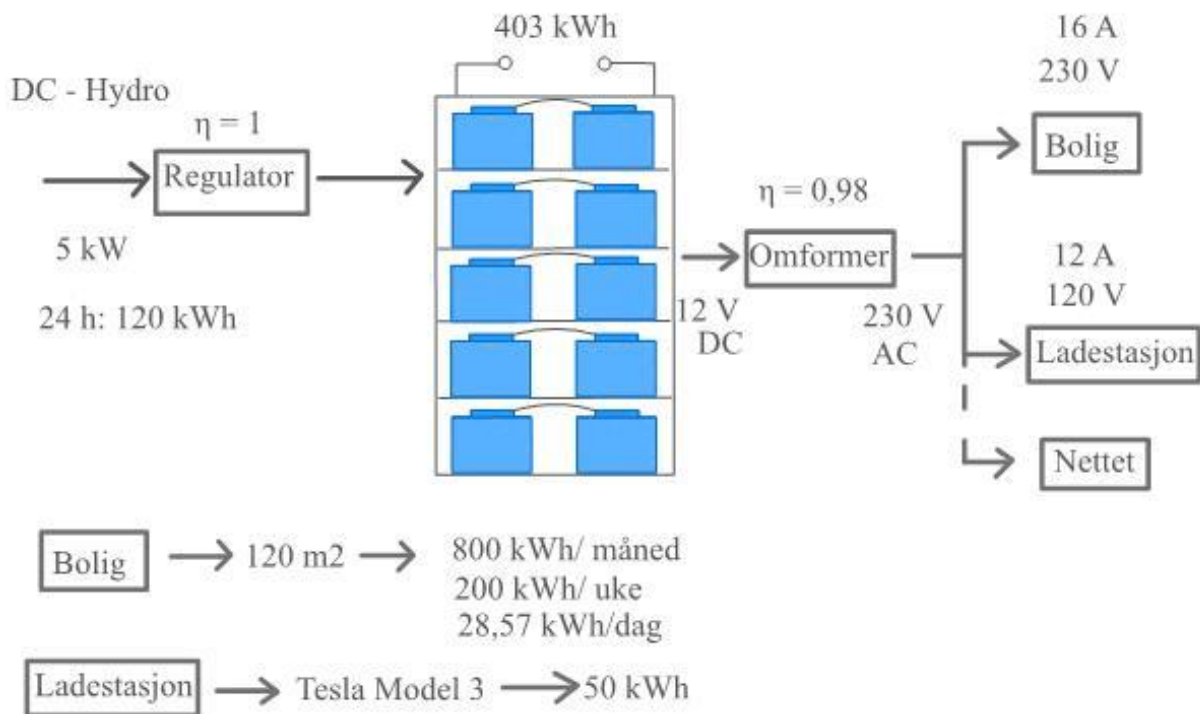 403 kWh
16 A
230 V
DC - Hydro
η = 1
Regulator
Bolig
η = 0,98
5 kW
Omformer
12 A
120 V
24 h: 120 kWh
12 V
DC
230 V
AC
Ladestasjon
Nettet
Bolig
120 m2
800 kWh/ måned
200 kWh/ uke
28,57 kWh/dag
Ladestasjon
Tesla Model 3
50 kWh